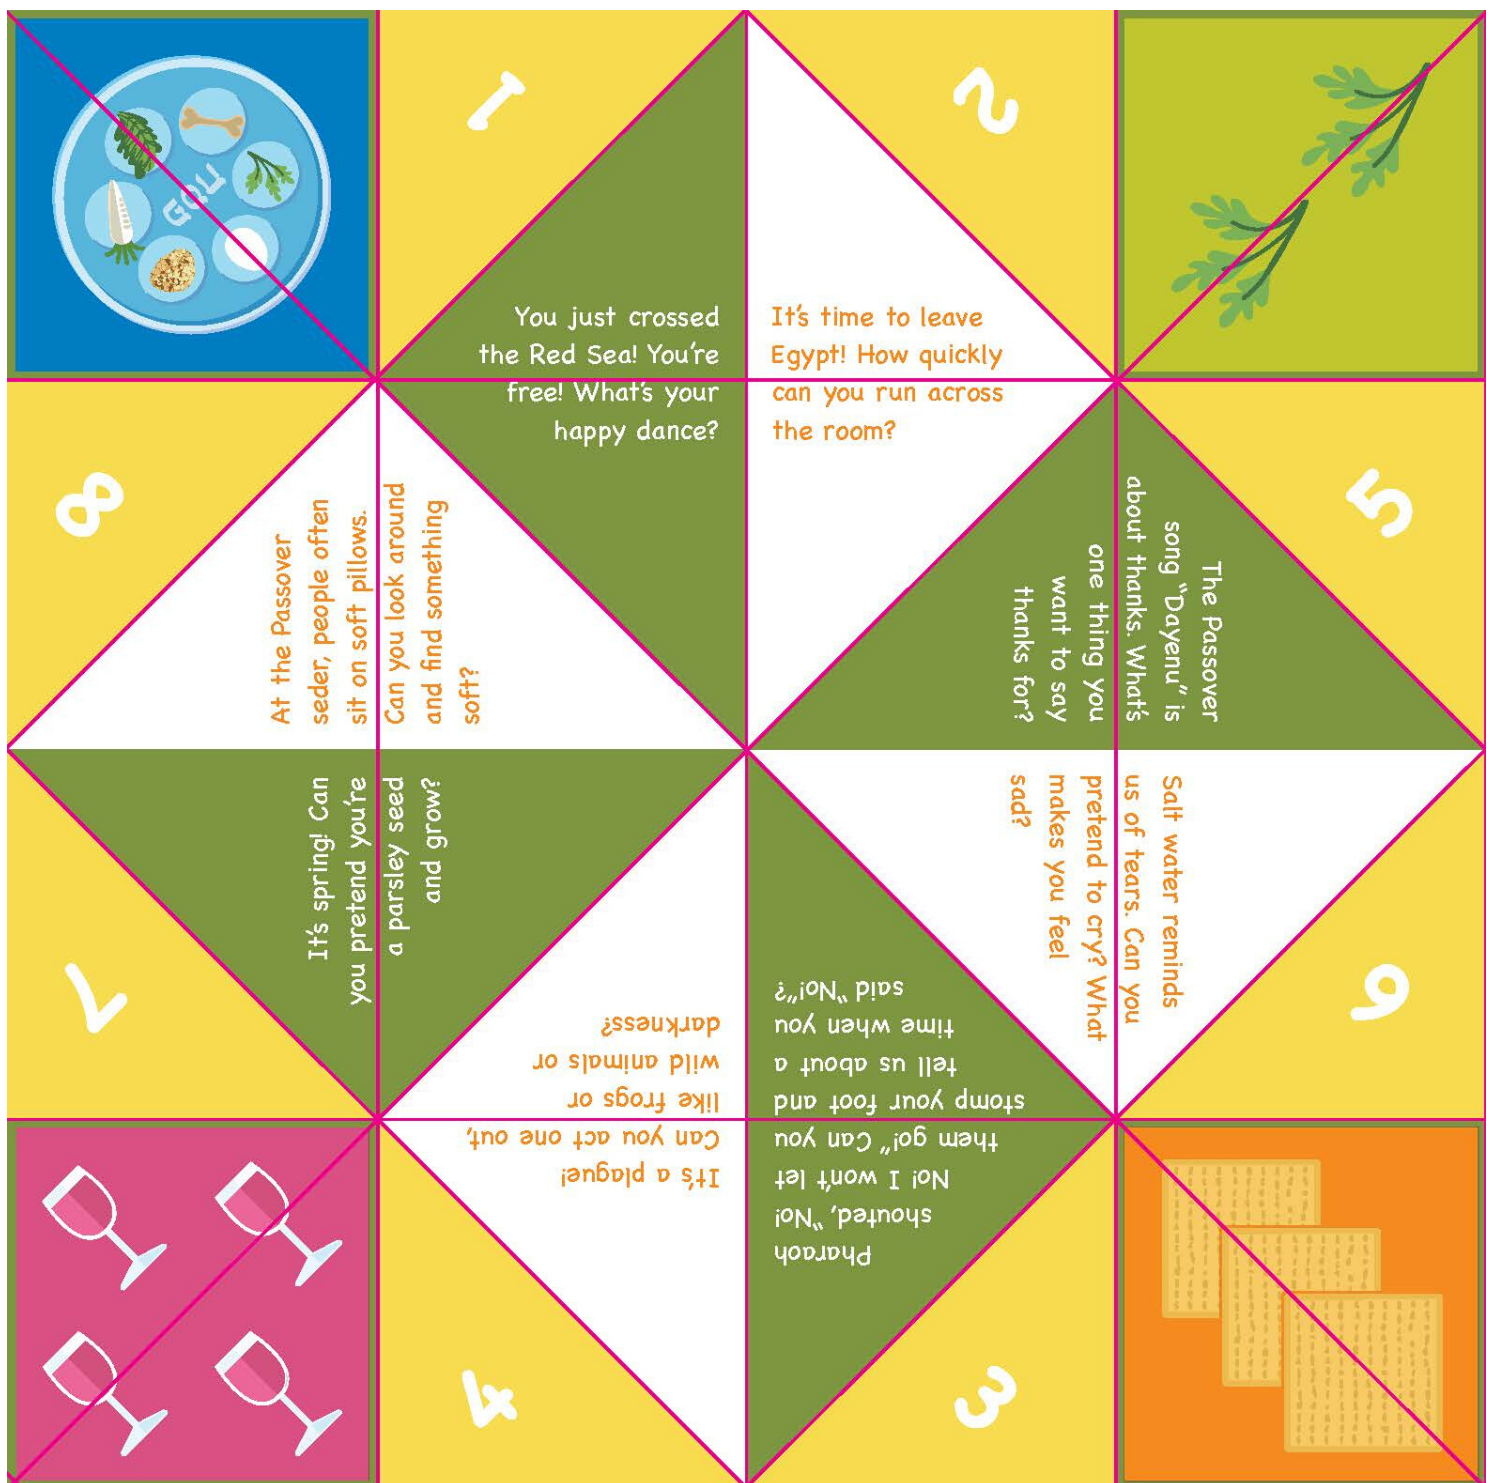 פסח
1
2
You just crossed
the Red Sea! You're
free! What's your
happy dance?
It's time to leave
Egypt! How quickly
can you run across
the room?
8
At the Passover
seder, people often
sit on soft pillows.
Can you look around
and find something
soft?
5
The Passover
song "Dayenu" is
about thanks. What's
one thing you
want to say
thanks for?
7
It's spring! Can
you pretend you're
a parsley seed
and grow?
6
Salt water reminds
us of tears. Can you
pretend to cry? What
makes you feel
sad?
4
It's a plague!
Can you act one out,
like frogs or
wild animals or
darkness?
3
Pharaoh
shouted, "No!
No! I won't let
them go!" Can you
stomp your foot and
tell us about a
time when you
said "No!"?